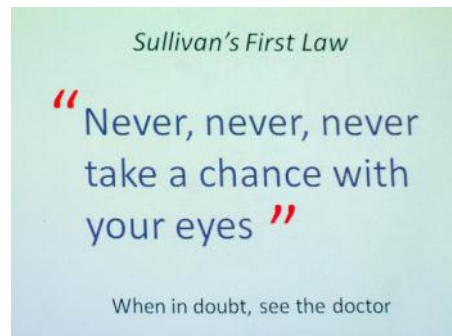 Sullivan's First Law
“Never, never, never
take a chance with
your eyes ”
When in doubt, see the doctor